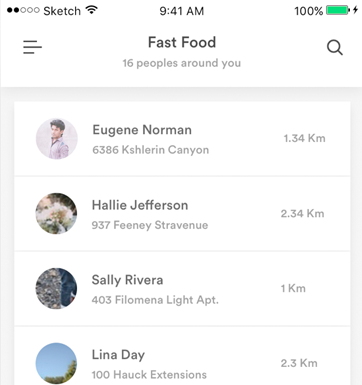 Sketch 9:41 AM 100%
Fast Food
16 peoples around you
Eugene Norman
1.34 Km
6386 Kshlerin Canyon
Hallie Jefferson
2.34 Km
937 Feeney Stravenue
Sally Rivera
1 Km
403 Filomena Light Apt.
Lina Day
2.3 Km
100 Hauck Extensions